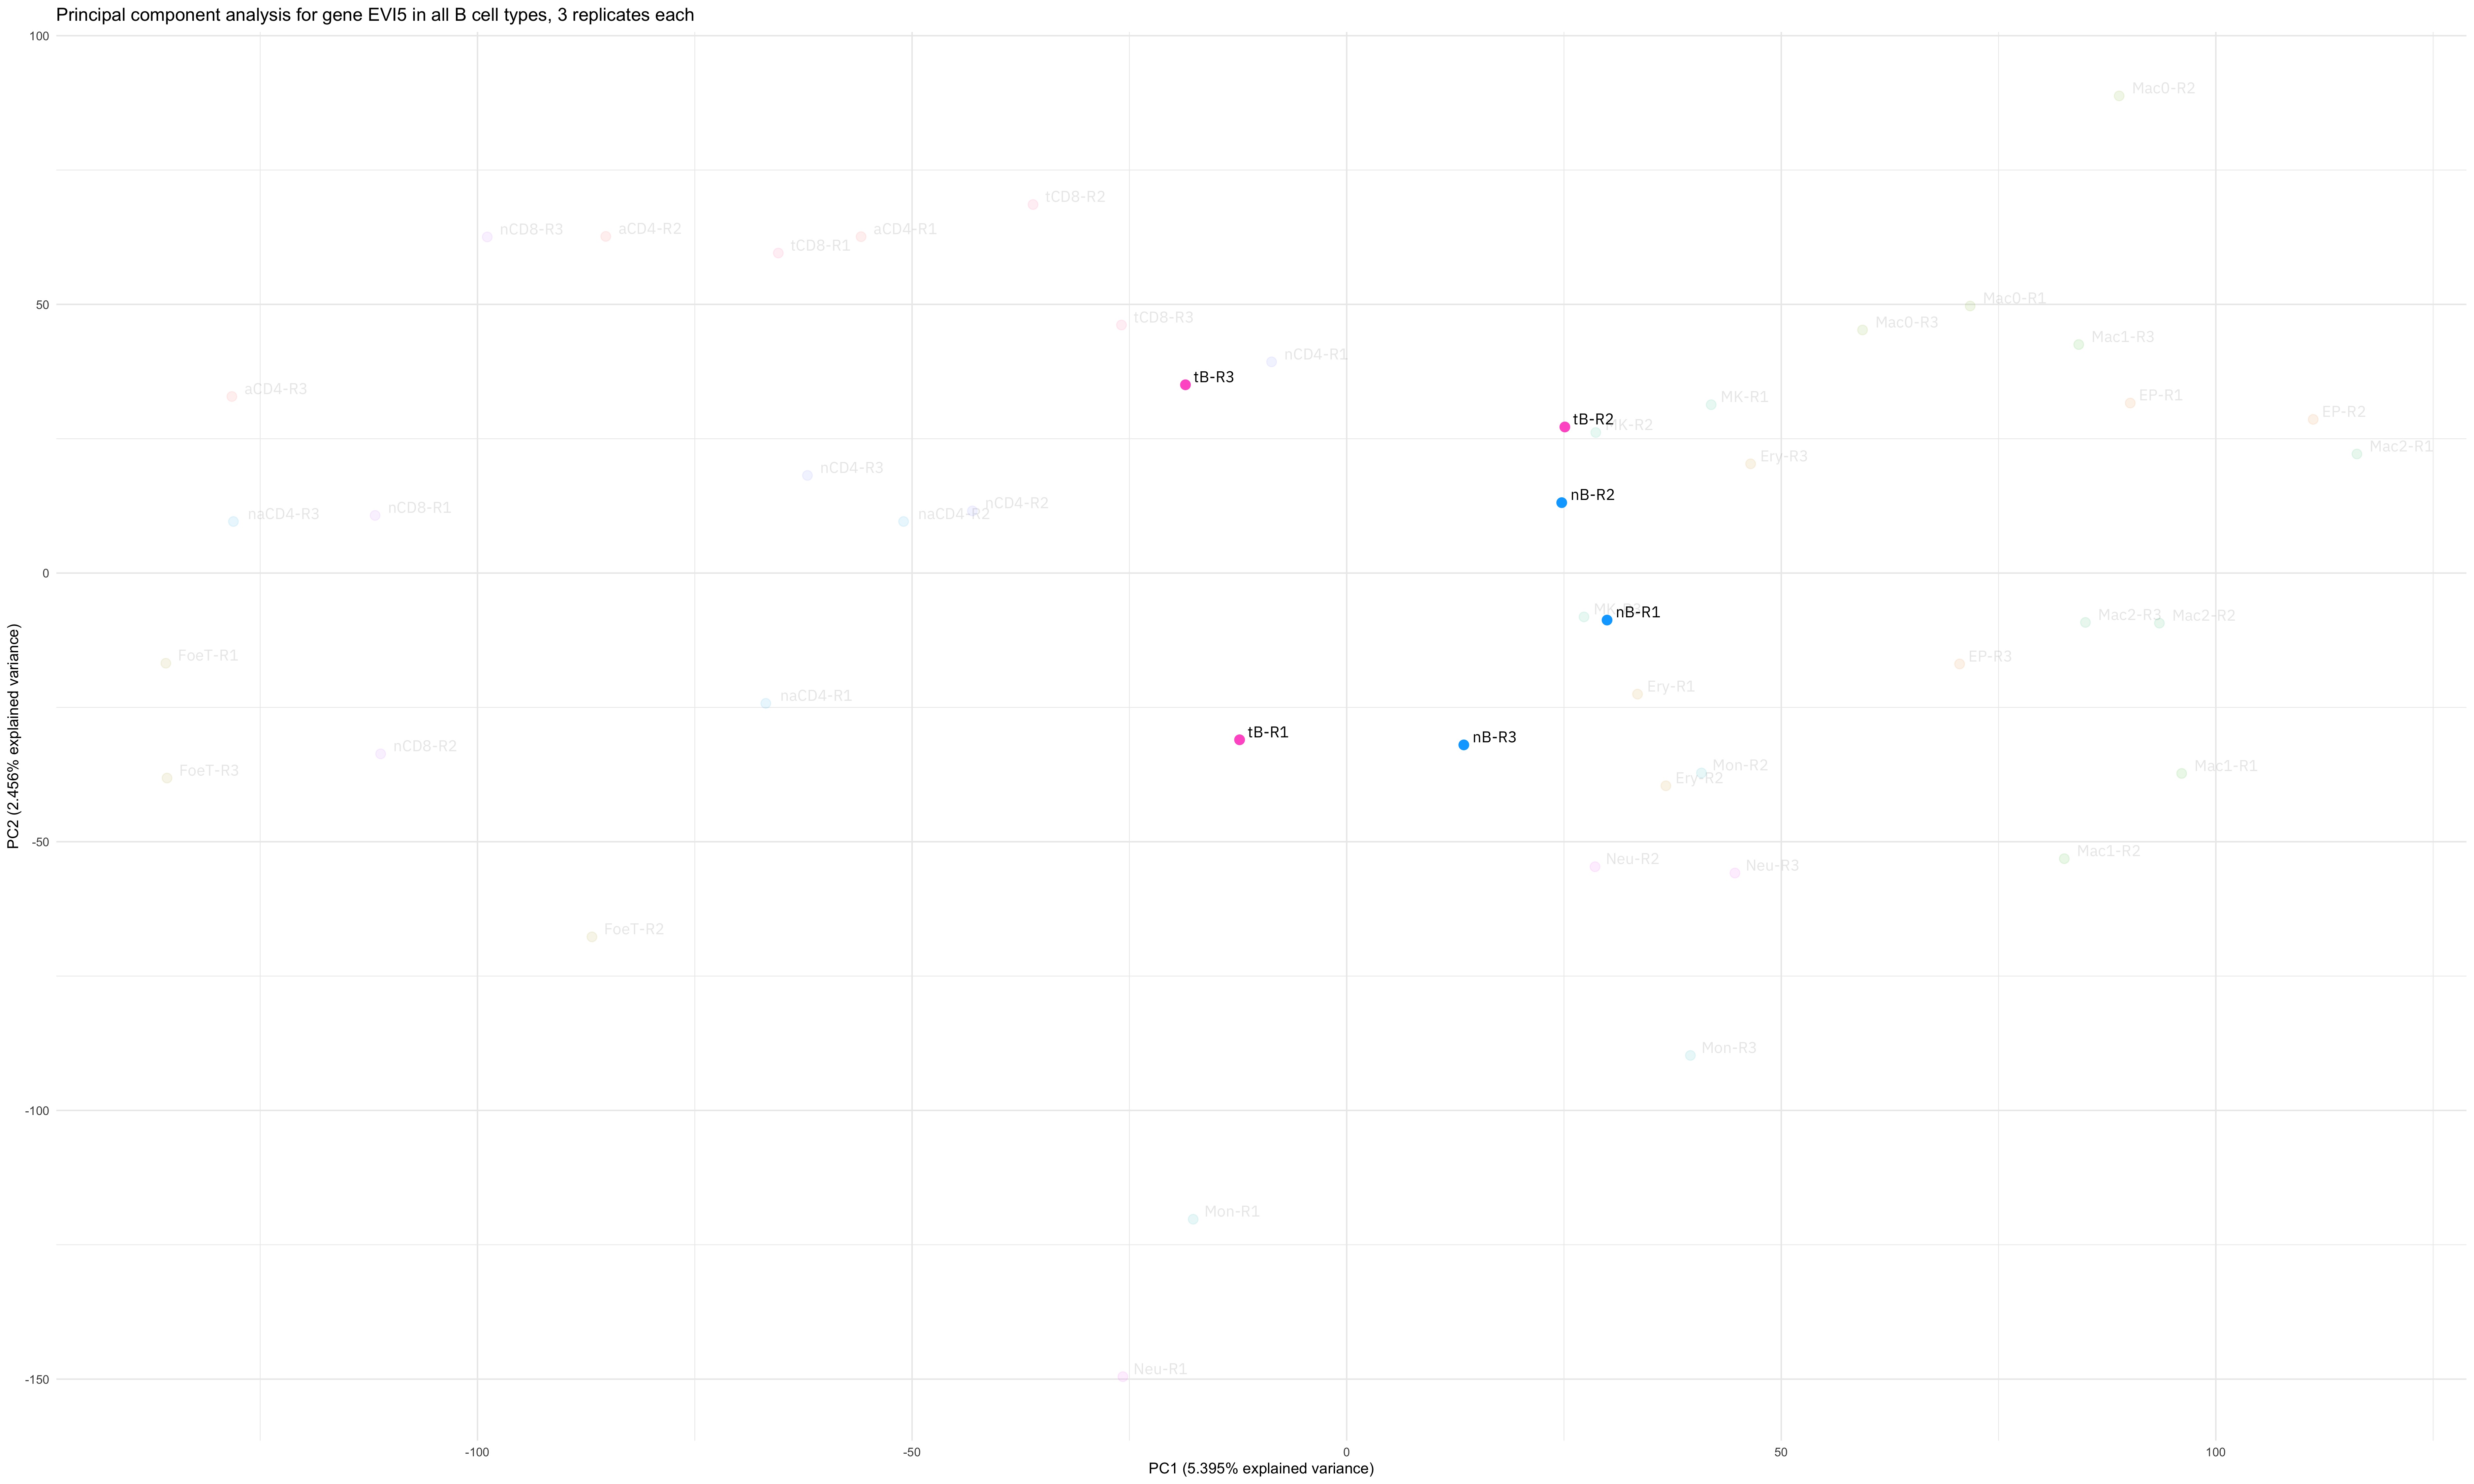 Principal component analysis for gene EVI5 in all B cell types, 3 replicates each
100
Mac0-R2
tCD8-R2
nCD8-R3
aCD4-R2
aCD4-R1
tCD8-R1
50
Mac0-R1
tCD8-R3
Mac0-R3
Mac1-R3
nCD4-R1
tB-R3
aCD4-R3
MK-R1
EP-R1
EP-R2
tB-R2
MK-R2
Mac2-R1
Ery-R3
nCD4-R3
nB-R2
nCD4-R2
nCD8-R1
naCD4-R3
naCD4-R2
0
MK
nB-R1
Mac2-R3
Mac2-R2
FoeT-R1
EP-R3
Ery-R1
naCD4-R1
tB-R1
nB-R3
nCD8-R2
FoeT-R3
Mon-R2
Mac1-R1
Ery-R2
-50
Mac1-R2
Neu-R2
Neu-R3
FoeT-R2
Mon-R3
-100
Mon-R1
Neu-R1
-150
PC2 (2.456% explained variance)
-100
-50
0
50
100
PC1 (5.395% explained variance)